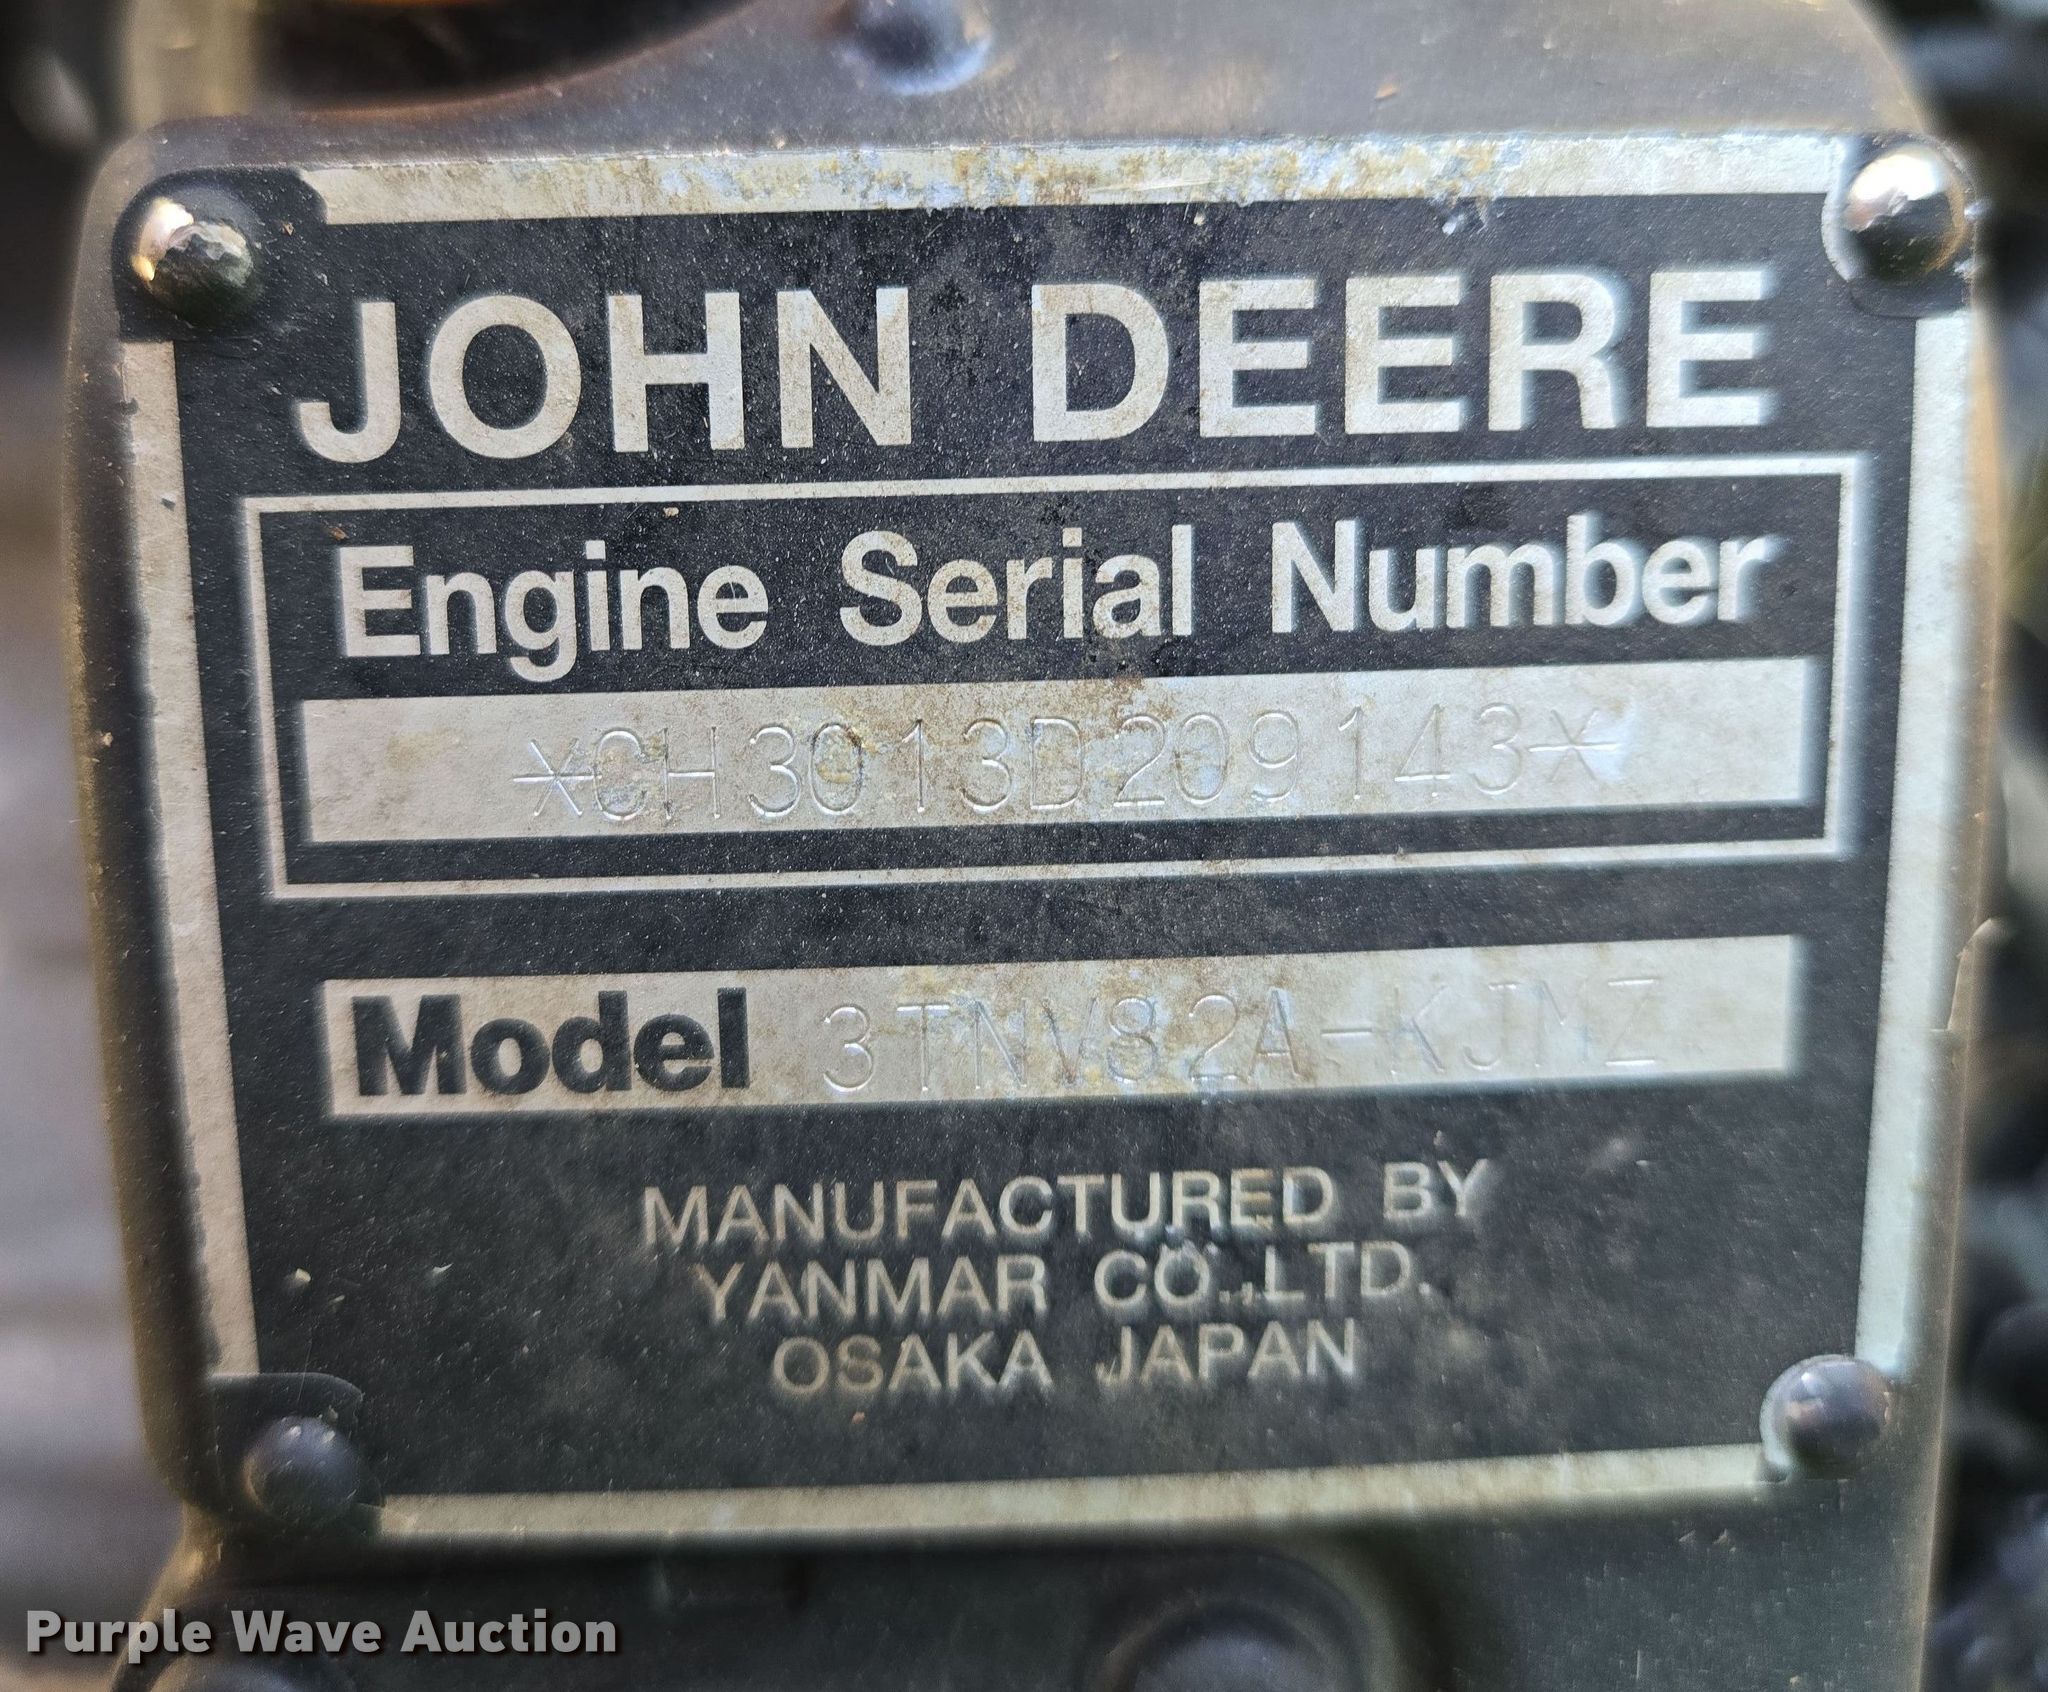 JOHN DEERE
Engine Serial Number
*CH3013D209143*
Model 3TNV82A-KJMZ
MANUFACTURED BY
YANMAR CO.,LTD.
OSAKA JAPAN
Purple Wave Auction